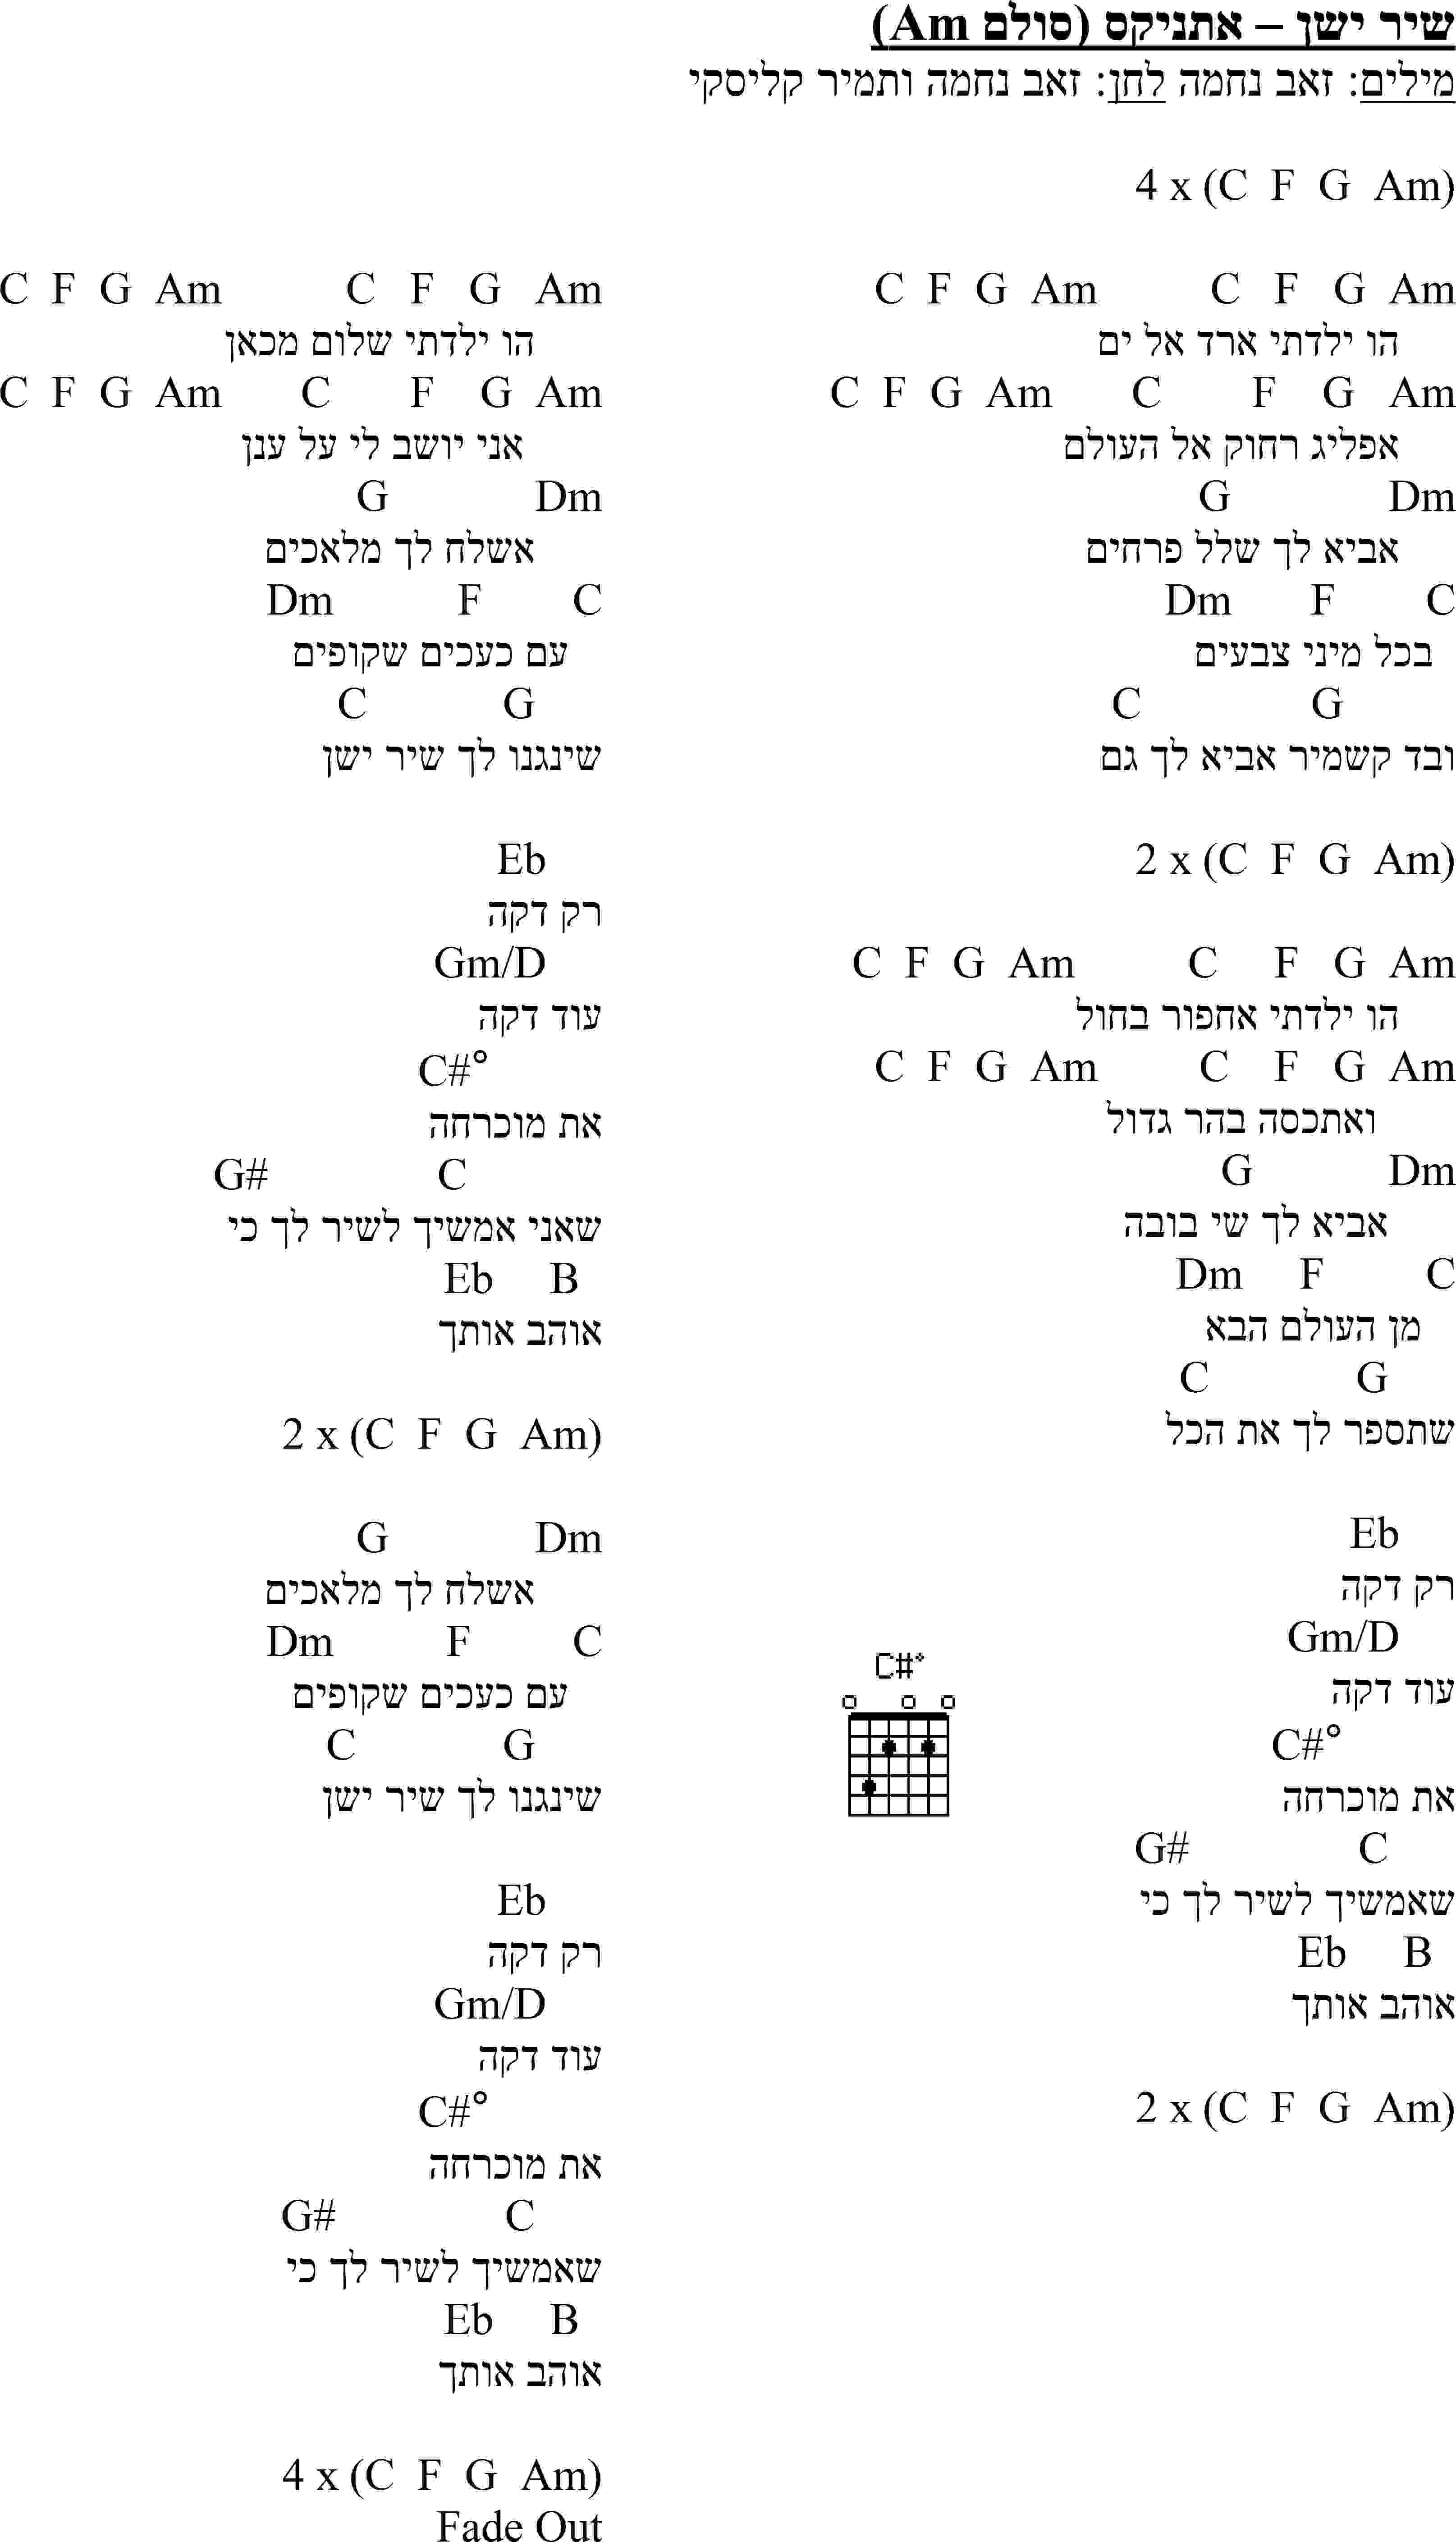 שיר ישן – אתניקס (סולם Am)
מילים: זאב נחמה לחן: זאב נחמה ותמיר קליסקי
4 x (C F G Am)
C F G Am C F G Am
הו ילדתי ארד אל ים
C F G Am C F G Am
אפליג רחוק אל העולם
G Dm
אביא לך שלל פרחים
Dm F C
בכל מיני צבעים
C G
ובד קשמיר אביא לך גם
2 x (C F G Am)
C F G Am C F G Am
הו ילדתי אחפור בחול
C F G Am C F G Am
ואתכסה בהר גדול
G Dm
אביא לך שי בובה
Dm F C
מן העולם הבא
C G
שתספר לך את הכל
Eb
רק דקה
Gm/D
עוד דקה
C#°
את מוכרחה
G# C
שאמשיך לשיר לך כי
Eb B
אוהב אותך
2 x (C F G Am)
C#°
C F G Am C F G Am
הו ילדתי שלום מכאן
C F G Am C F G Am
אני יושב לי על ענן
G Dm
אשלח לך מלאכים
Dm F C
עם כעכים שקופים
C G
שינגנו לך שיר ישן
Eb
רק דקה
Gm/D
עוד דקה
C#°
את מוכרחה
G# C
שאני אמשיך לשיר לך כי
Eb B
אוהב אותך
2 x (C F G Am)
G Dm
אשלח לך מלאכים
Dm F C
עם כעכים שקופים
C G
שינגנו לך שיר ישן
Eb
רק דקה
Gm/D
עוד דקה
C#°
את מוכרחה
G# C
שאמשיך לשיר לך כי
Eb B
אוהב אותך
4 x (C F G Am)
Fade Out